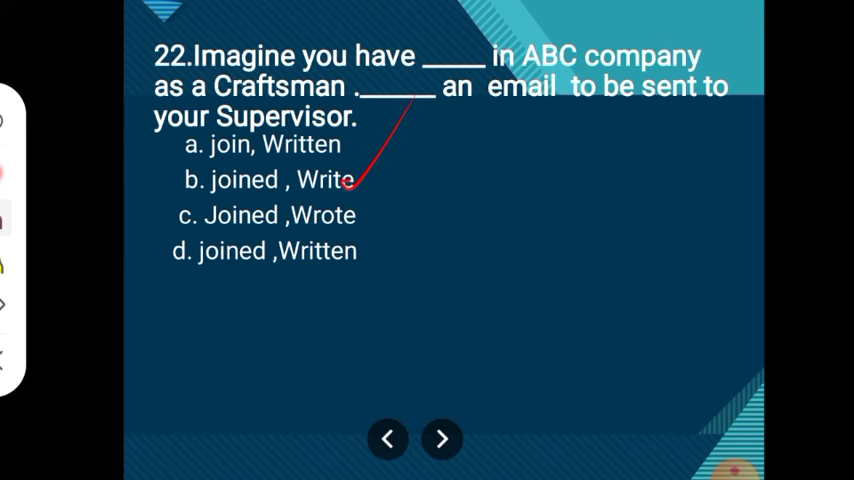 22.Imagine you have _____ in ABC company
as a Craftsman .______ an email to be sent to
your Supervisor.
a. join, Written
b. joined , Write
c. Joined ,Wrote
d. joined ,Written